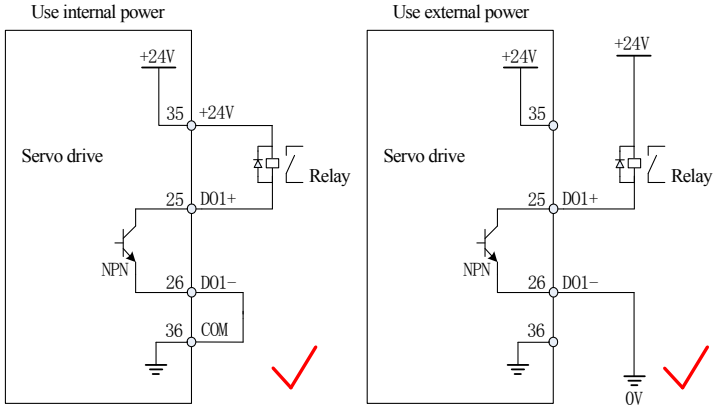 Use internal power
+24V
35 +24V
Servo drive
Relay
25 DO1+
NPN
26 DO1-
36 COM
Use external power
+24V
+24V
35
Servo drive
Relay
25 DO1+
NPN
26 DO1-
36
0V